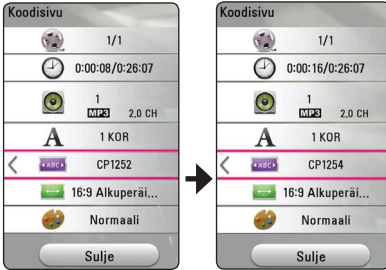 Koodisivu
1/1
0:00:08/0:26:07
1
MP3 2,0 CH
A 1 KOR
ABC CP1252
16:9 Alkuperäi...
Normaali
Sulje
Koodisivu
1/1
0:00:16/0:26:07
1
MP3 2,0 CH
A 1 KOR
ABC CP1254
16:9 Alkuperäi...
Normaali
Sulje